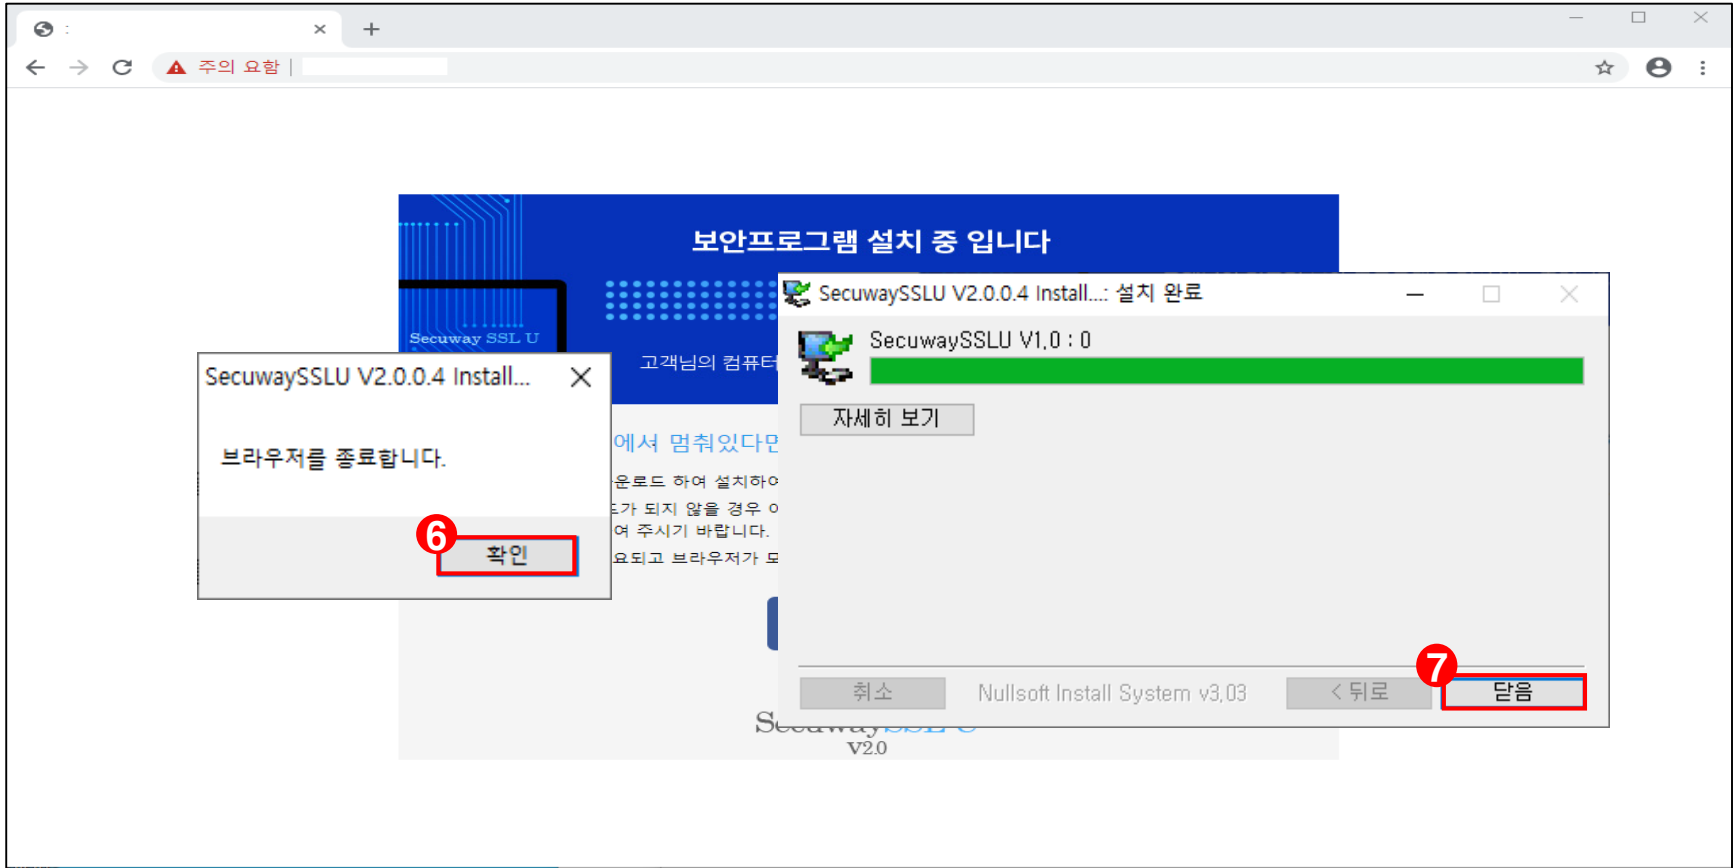 :
주의 요함
보안프로그램 설치 중 입니다
Secuway SSL U
고객님의 컴퓨터
SecuwaySSLU V2.0.0.4 Install...: 설치 완료
SecuwaySSLU V1.0 : 0
자세히 보기
SecuwaySSLU V2.0.0.4 Install...
브라우저를 종료합니다.
6
확인
에서 멈춰있다면
운로드 하여 설치하여
가 되지 않을 경우
여 주시기 바랍니다.
요되고 브라우저가
7
취소
Nullsoft Install System v3.03
< 뒤로
닫음
SecuwaySSL U
V2.0